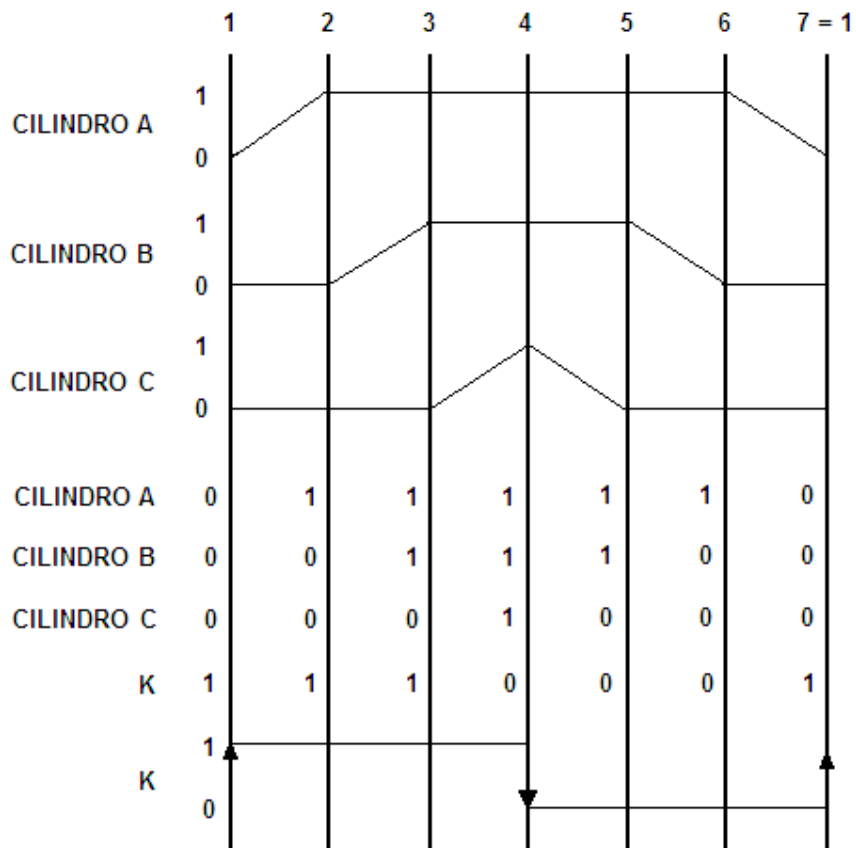 1 2 3 4 5 6 7 = 1
1
CILINDRO A
0
1
CILINDRO B
0
1
CILINDRO C
0
CILINDRO A 0 1 1 1 1 1 0
CILINDRO B 0 0 1 1 1 0 0
CILINDRO C 0 0 0 1 0 0 0
K 1 1 1 0 0 0 1
1
K
0